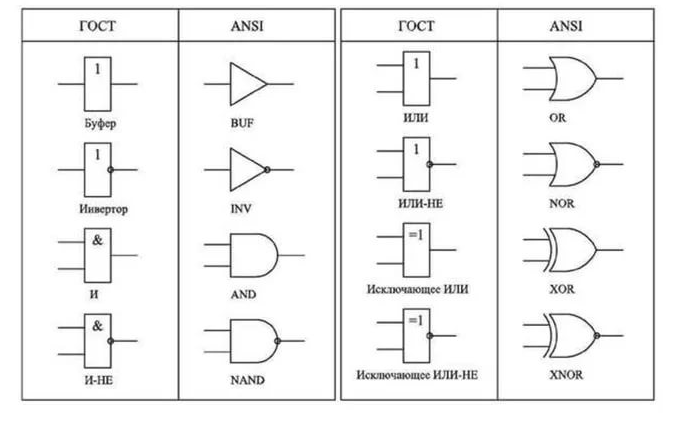 ГОСТ ANSI ГОСТ ANSI
1 1
Буфер BUF ИЛИ OR
1 1
Инвертор INV ИЛИ-НЕ NOR
& =1
И AND Исключающее ИЛИ XOR
& =1
И-НЕ NAND Исключающее ИЛИ-НЕ XNOR